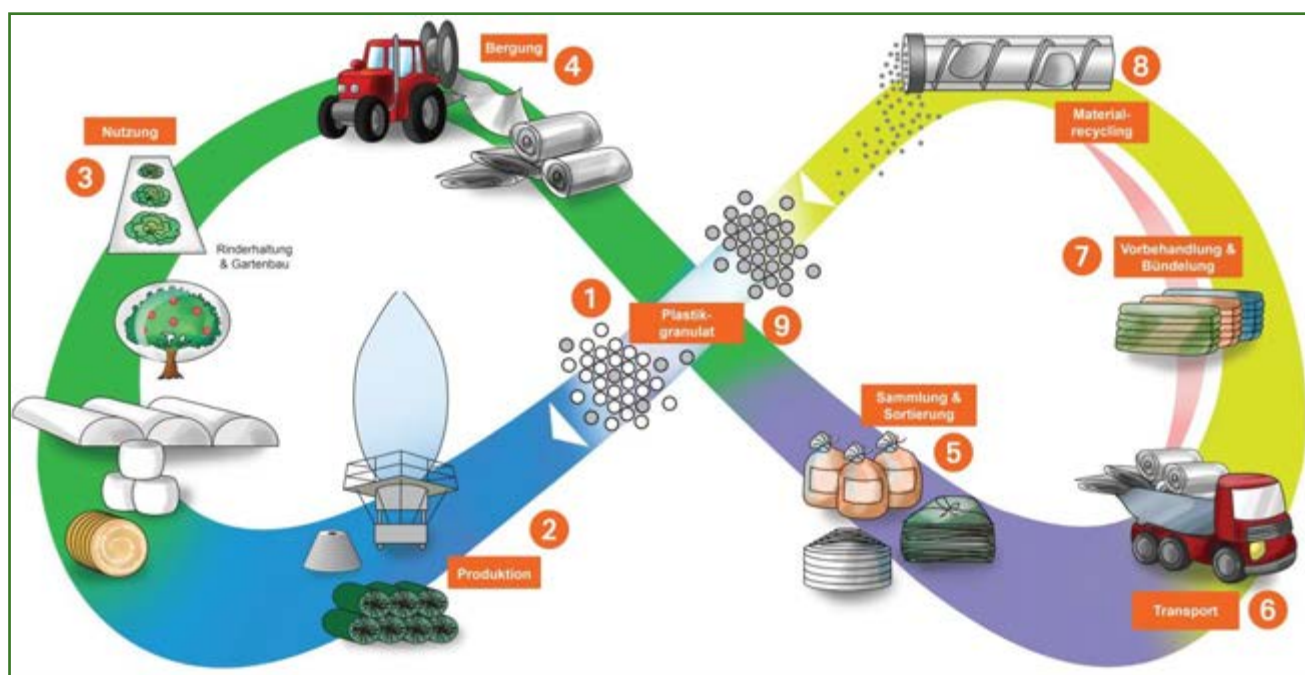 1
Plastik-
granulat
9
2
Produktion
3
Nutzung
Rinderhaltung
& Gartenbau
4
Bergung
5
Sammlung &
Sortierung
6
Transport
7
Vorbehandlung &
Bündelung
8
Material-
recycling